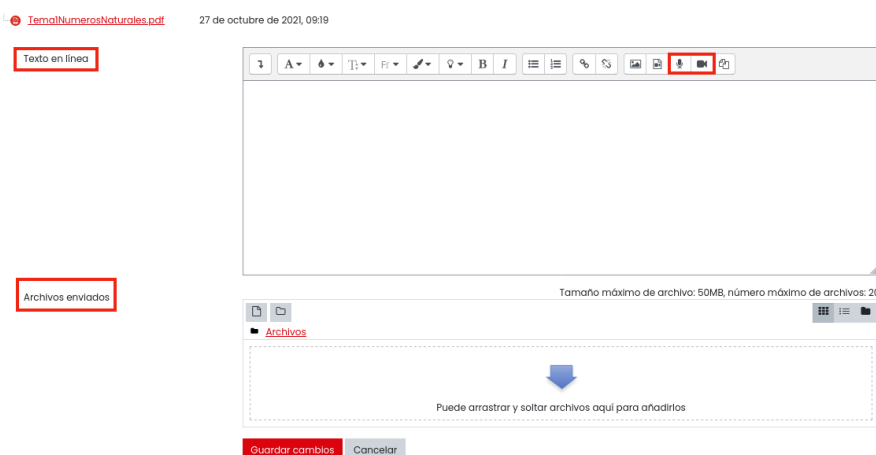 Tema1NumerosNaturales.pdf 27 de octubre de 2021, 09:19
Texto en línea
A T: Fr B I
Archivos enviados
Tamaño máximo de archivo: 50MB, número máximo de archivos: 20
Archivos
Puede arrastrar y soltar archivos aquí para añadirlos
Guardar cambios Cancelar